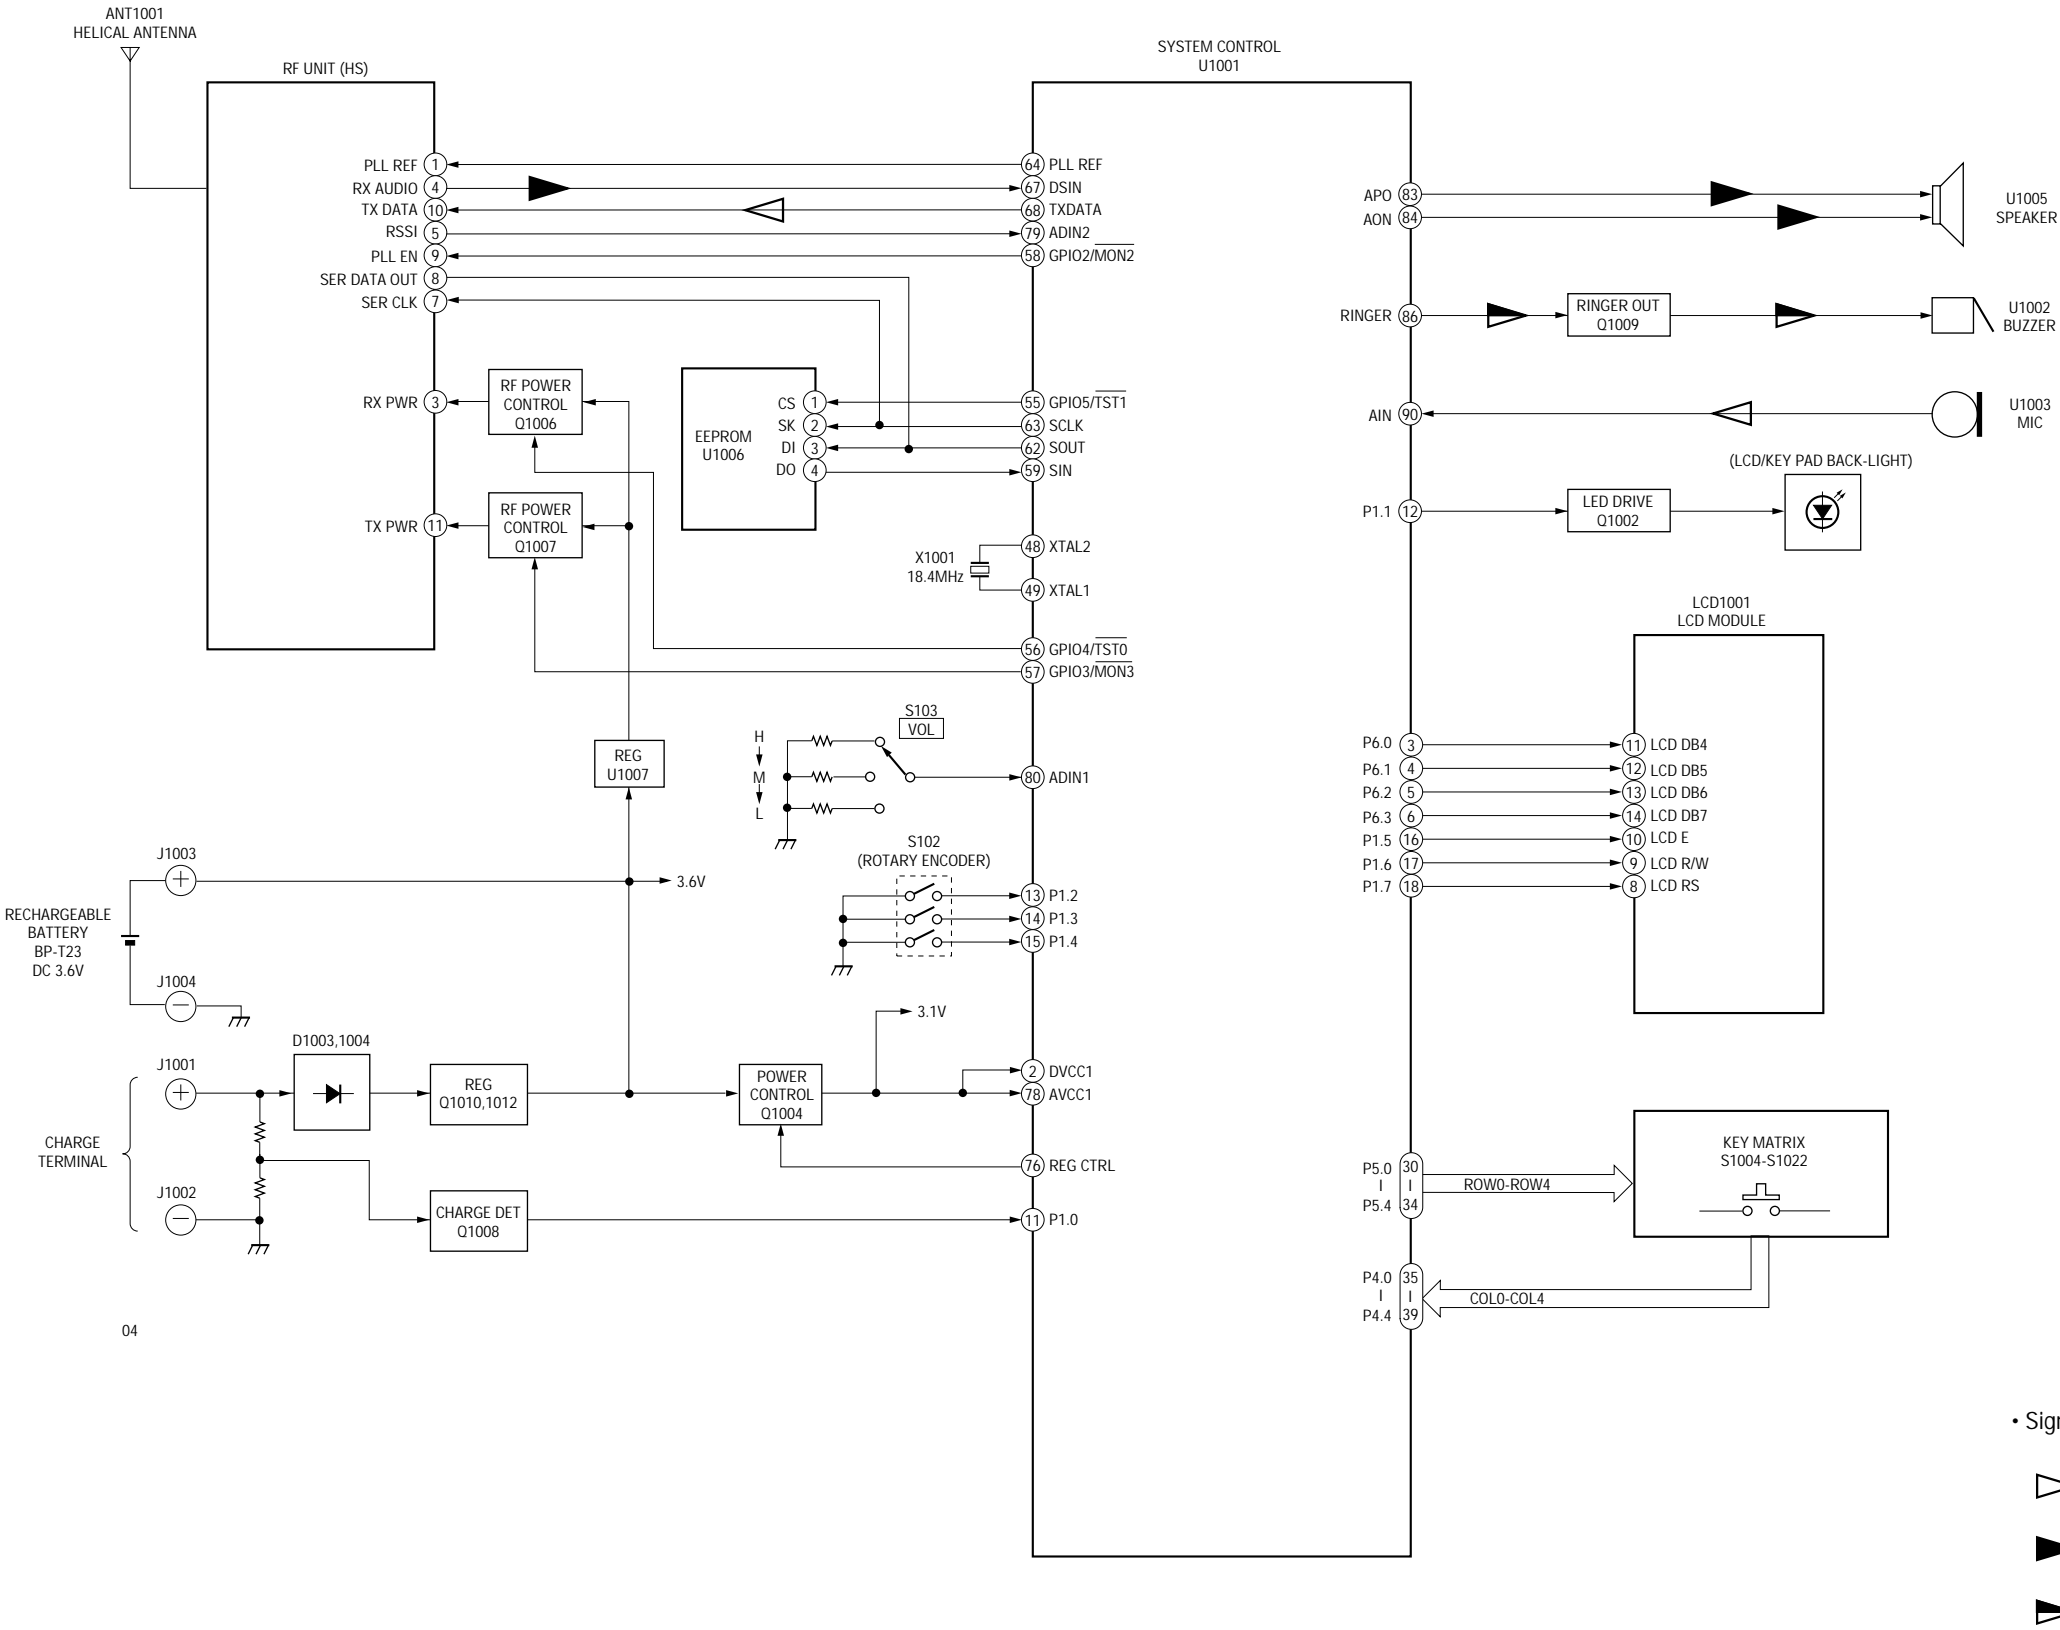 ANT1001
HELICAL ANTENNA
RF UNIT (HS)
SYSTEM CONTROL
U1001
PLL REF 1
RX AUDIO 4
TX DATA 10
RSSI 5
PLL EN 9
SER DATA OUT 8
SER CLK 7
RX PWR 3
TX PWR 11
RF POWER
CONTROL
Q1006
RF POWER
CONTROL
Q1007
EEPROM
U1006
CS 1
SK 2
DI 3
DO 4
64 PLL REF
67 DSIN
68 TXDATA
79 ADIN2
58 GPIO2/MON2
55 GPIO5/TST1
63 SCLK
62 SOUT
59 SIN
X1001
18.4MHz
48 XTAL2
49 XTAL1
56 GPIO4/TST0
57 GPIO3/MON3
REG
U1007
S103
VOL
H
M
L
80 ADIN1
S102
(ROTARY ENCODER)
13 P1.2
14 P1.3
15 P1.4
J1003
3.6V
RECHARGEABLE
BATTERY
BP-T23
DC 3.6V
J1004
3.1V
D1003,1004
J1001
REG
Q1010,1012
POWER
CONTROL
Q1004
2 DVCC1
78 AVCC1
76 REG CTRL
CHARGE
TERMINAL
J1002
CHARGE DET
Q1008
11 P1.0
04
APO 83
AON 84
U1005
SPEAKER
RINGER 86
RINGER OUT
Q1009
U1002
BUZZER
AIN 90
U1003
MIC
(LCD/KEY PAD BACK-LIGHT)
P1.1 12
LED DRIVE
Q1002
LCD1001
LCD MODULE
P6.0 3
11 LCD DB4
P6.1 4
12 LCD DB5
P6.2 5
13 LCD DB6
P6.3 6
14 LCD DB7
P1.5 16
10 LCD E
P1.6 17
9 LCD R/W
P1.7 18
8 LCD RS
KEY MATRIX
S1004-S1022
P5.0 30
P5.4 34
ROW0-ROW4
P4.0 35
P4.4 39
COL0-COL4
• Sig